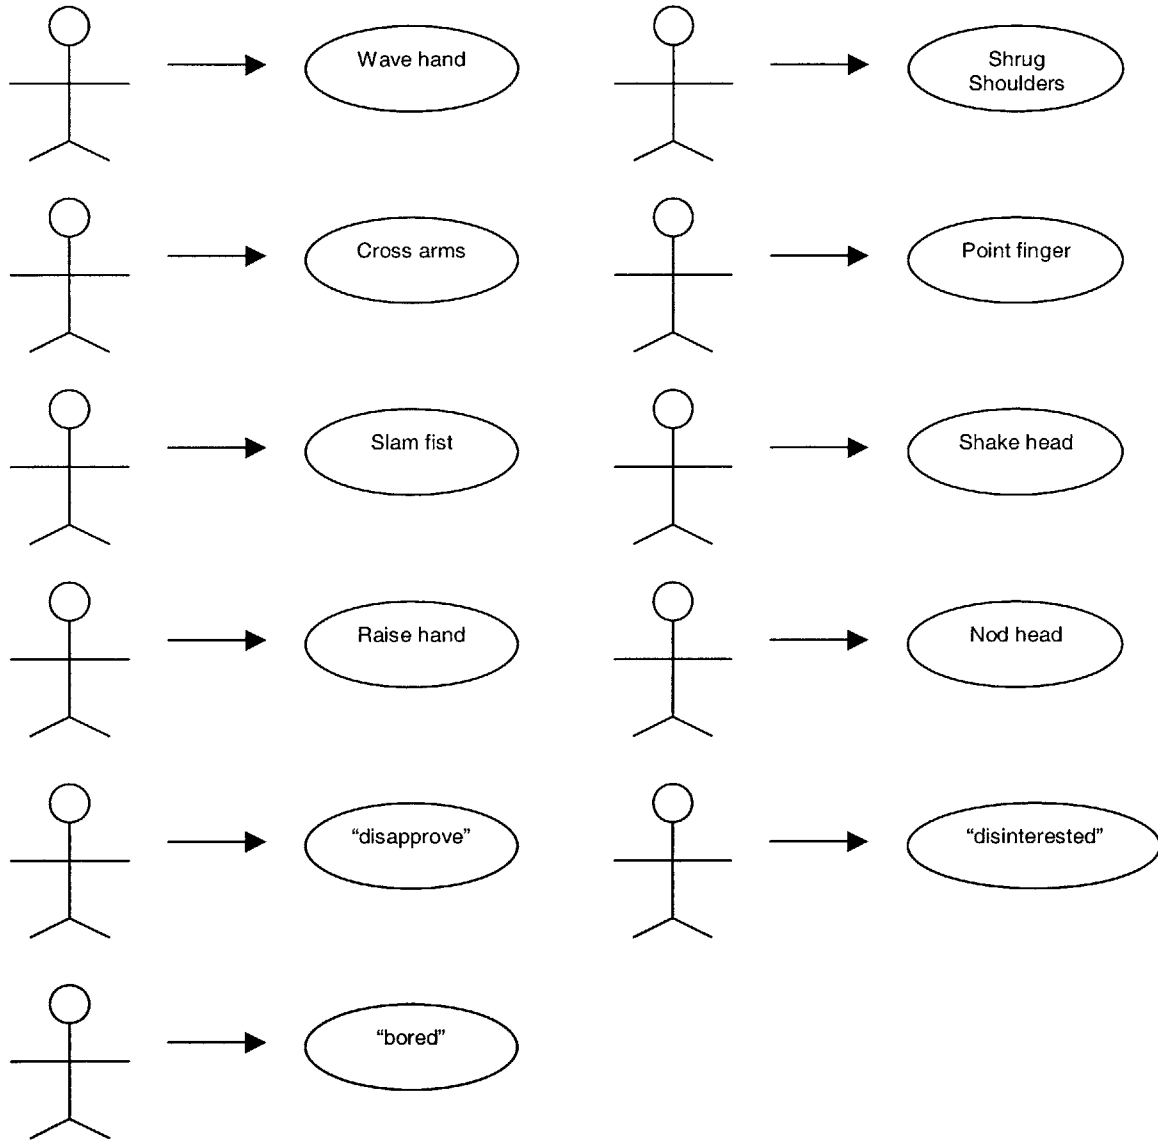 Wave hand
Shrug
Shoulders
Cross arms
Point finger
Slam fist
Shake head
Raise hand
Nod head
“disapprove”
“disinterested”
“bored”